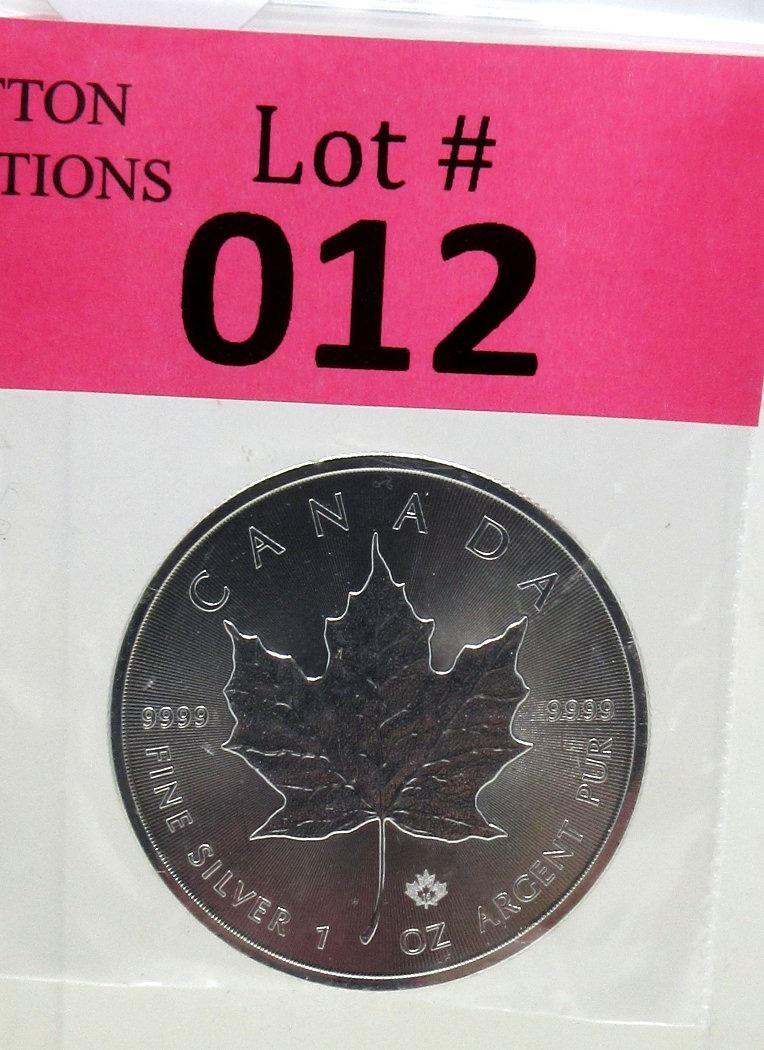 TTON
TIONS
Lot #
012
CANADA
9999
9999
FINE SILVER 1 OZ ARGENT PUR